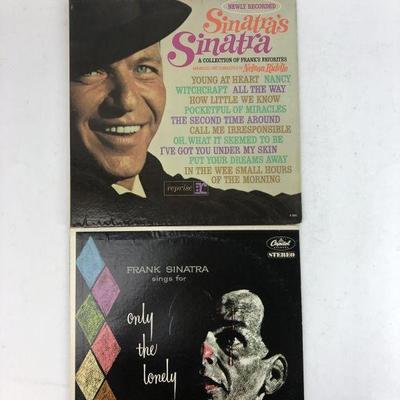 NEWLY RECORDED
Sinatra's
Sinatra
A COLLECTION OF FRANK'S FAVORITES
Nelson Riddle
YOUNG AT HEART NANCY
WITCHCRAFT ALL THE WAY
HOW LITTLE WE KNOW
POCKETFUL OF MIRACLES
THE SECOND TIME AROUND
CALL ME IRRESPONSIBLE
OH, WHAT IT SEEMED TO BE
I'VE GOT YOU UNDER MY SKIN
PUT YOUR DREAMS AWAY
IN THE WEE SMALL HOURS
OF THE MORNING
reprise
Capitol
STEREO
FRANK SINATRA
sings for
only
the
lonely